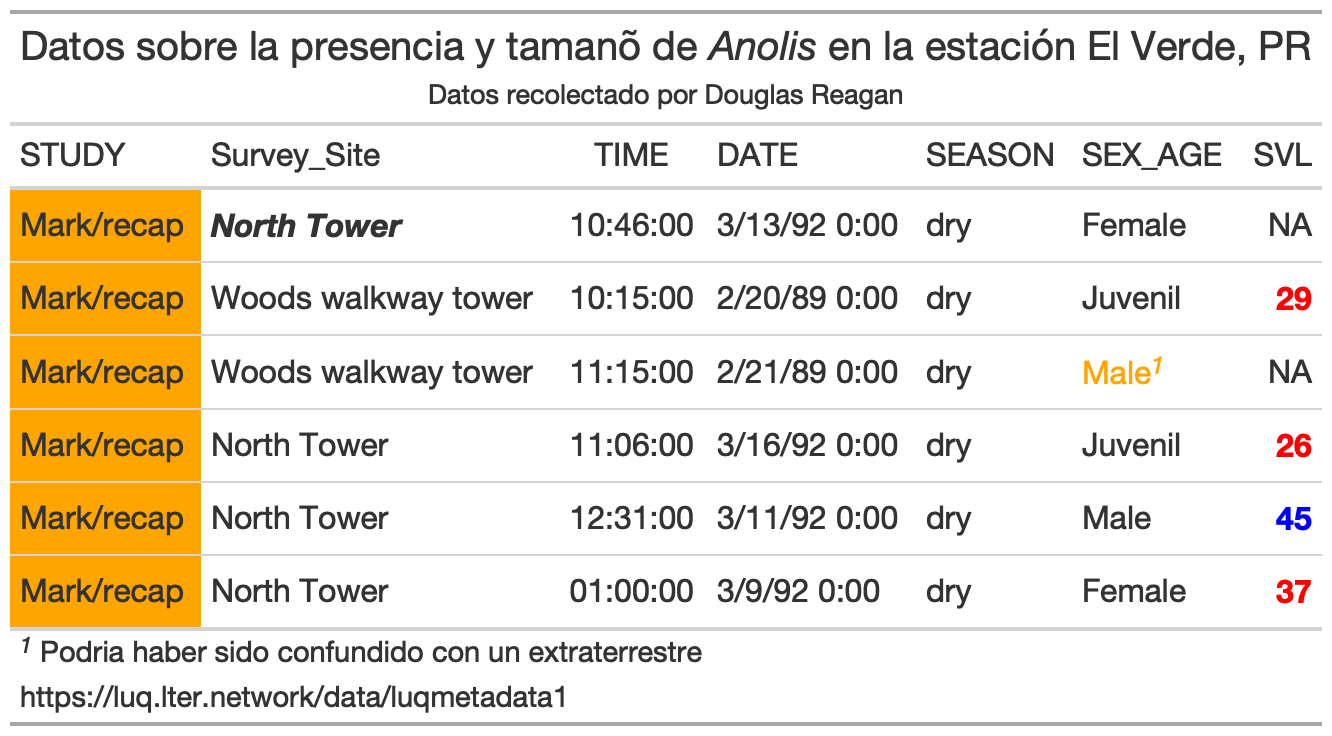 Datos sobre la presencia y tamanõ de Anolis en la estación El Verde, PR
Datos recolectado por Douglas Reagan
STUDY Survey_Site TIME DATE SEASON SEX_AGE SVL
Mark/recap North Tower 10:46:00 3/13/92 0:00 dry Female NA
Mark/recap Woods walkway tower 10:15:00 2/20/89 0:00 dry Juvenil 29
Mark/recap Woods walkway tower 11:15:00 2/21/89 0:00 dry Male¹ NA
Mark/recap North Tower 11:06:00 3/16/92 0:00 dry Juvenil 26
Mark/recap North Tower 12:31:00 3/11/92 0:00 dry Male 45
Mark/recap North Tower 01:00:00 3/9/92 0:00 dry Female 37
¹ Podria haber sido confundido con un extraterrestre
https://luq.lter.network/data/luqmetadata1